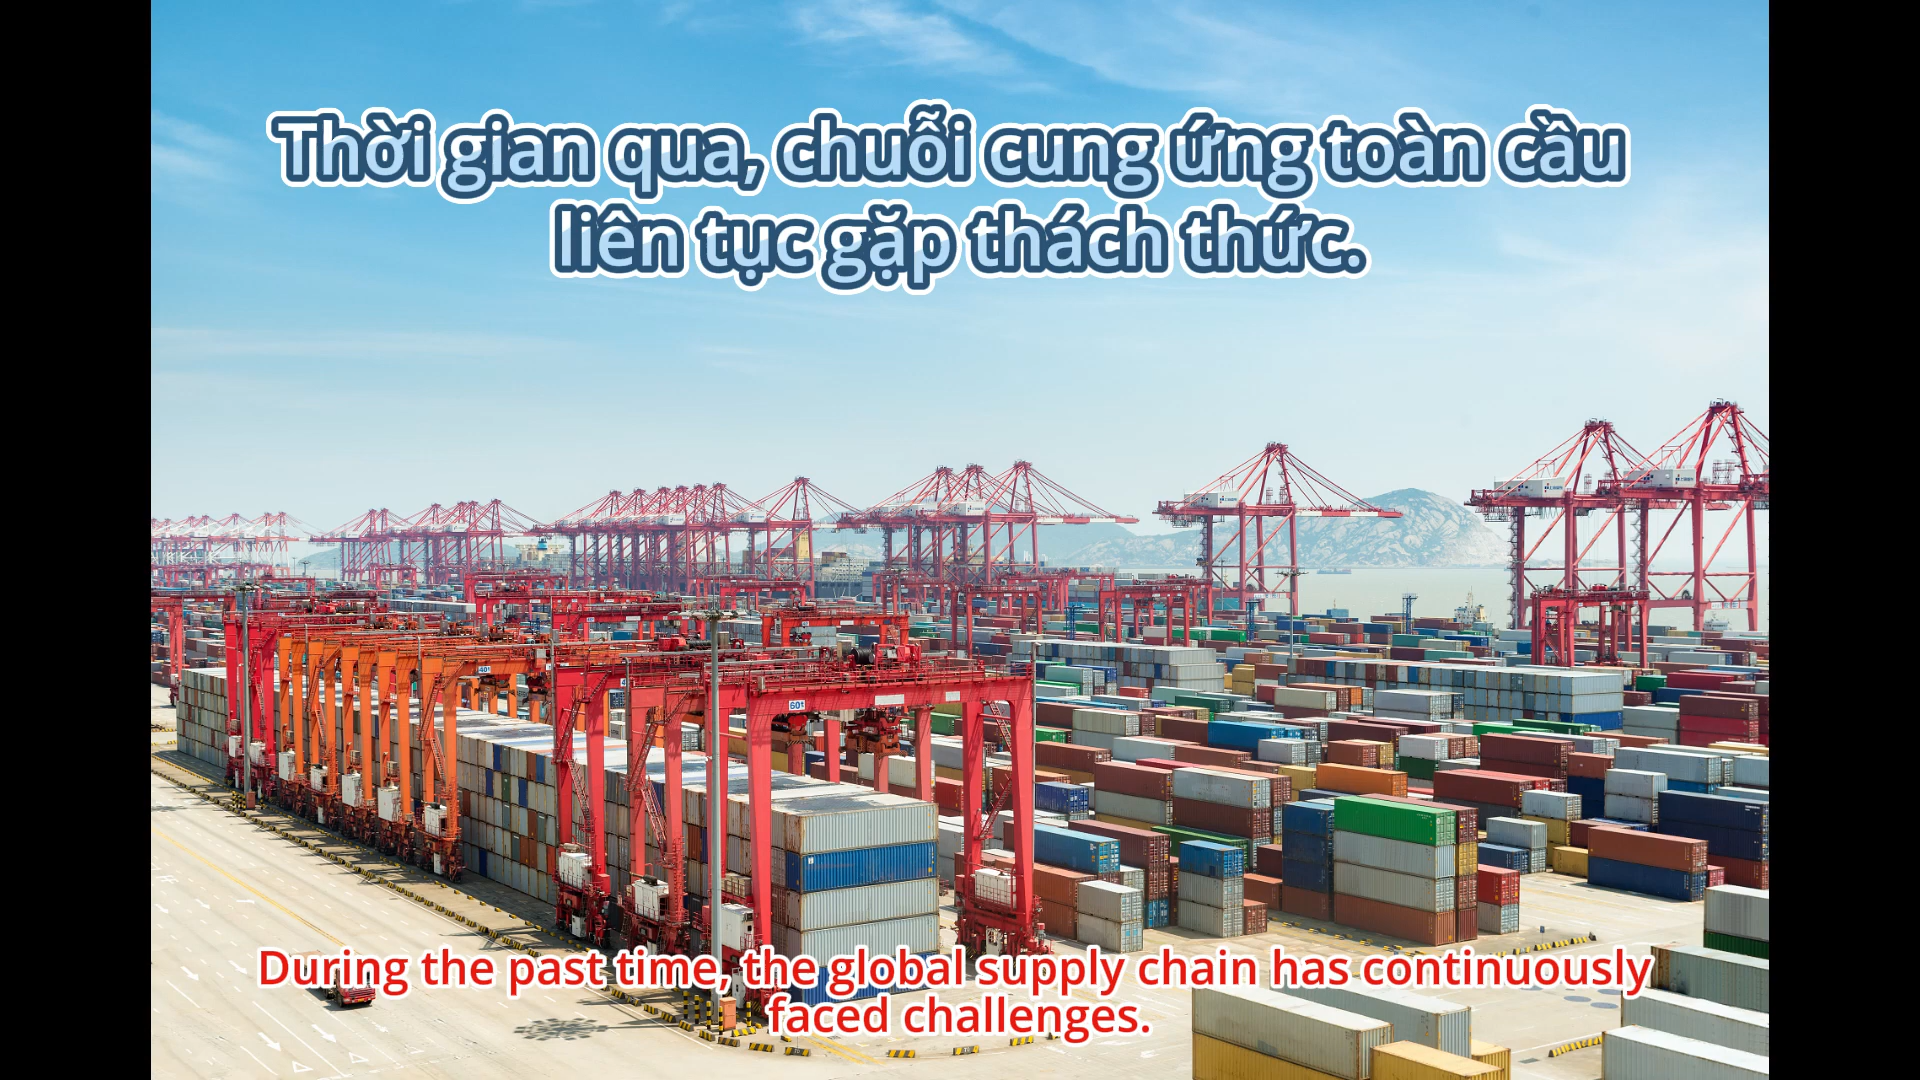 Thời gian qua, chuỗi cung ứng toàn cầu
liên tục gặp thách thức.
60t
During the past time, the global supply chain has continuously
faced challenges.